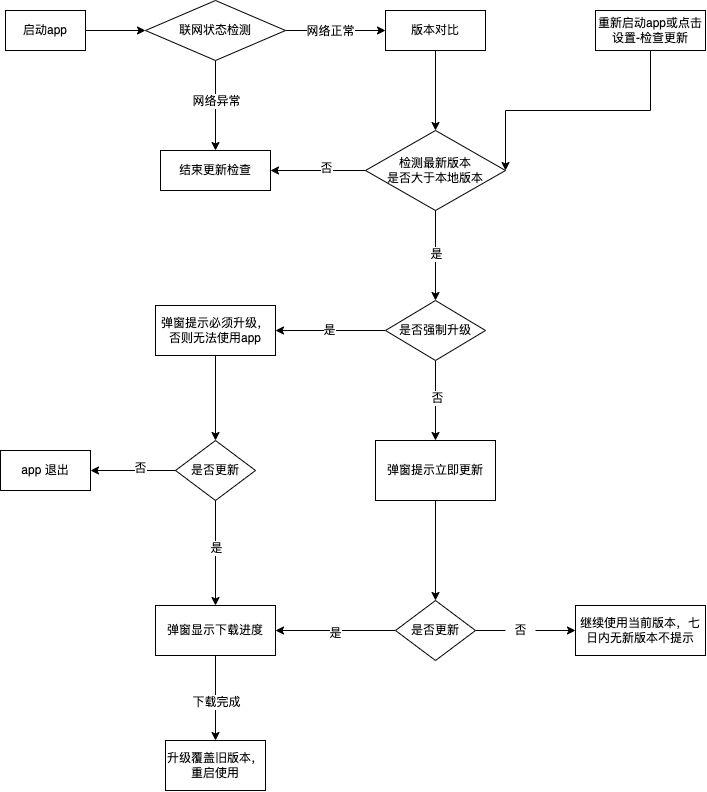 启动app
联网状态检测
网络正常
版本对比
重新启动app或点击
设置-检查更新
网络异常
结束更新检查
否
检测最新版本
是否大于本地版本
是
弹窗提示必须升级，
否则无法使用app
是
是否强制升级
否
app 退出
否
是否更新
弹窗提示立即更新
是
弹窗显示下载进度
是
是否更新
否
继续使用当前版本，七
日内无新版本不提示
下载完成
升级覆盖旧版本，
重启使用